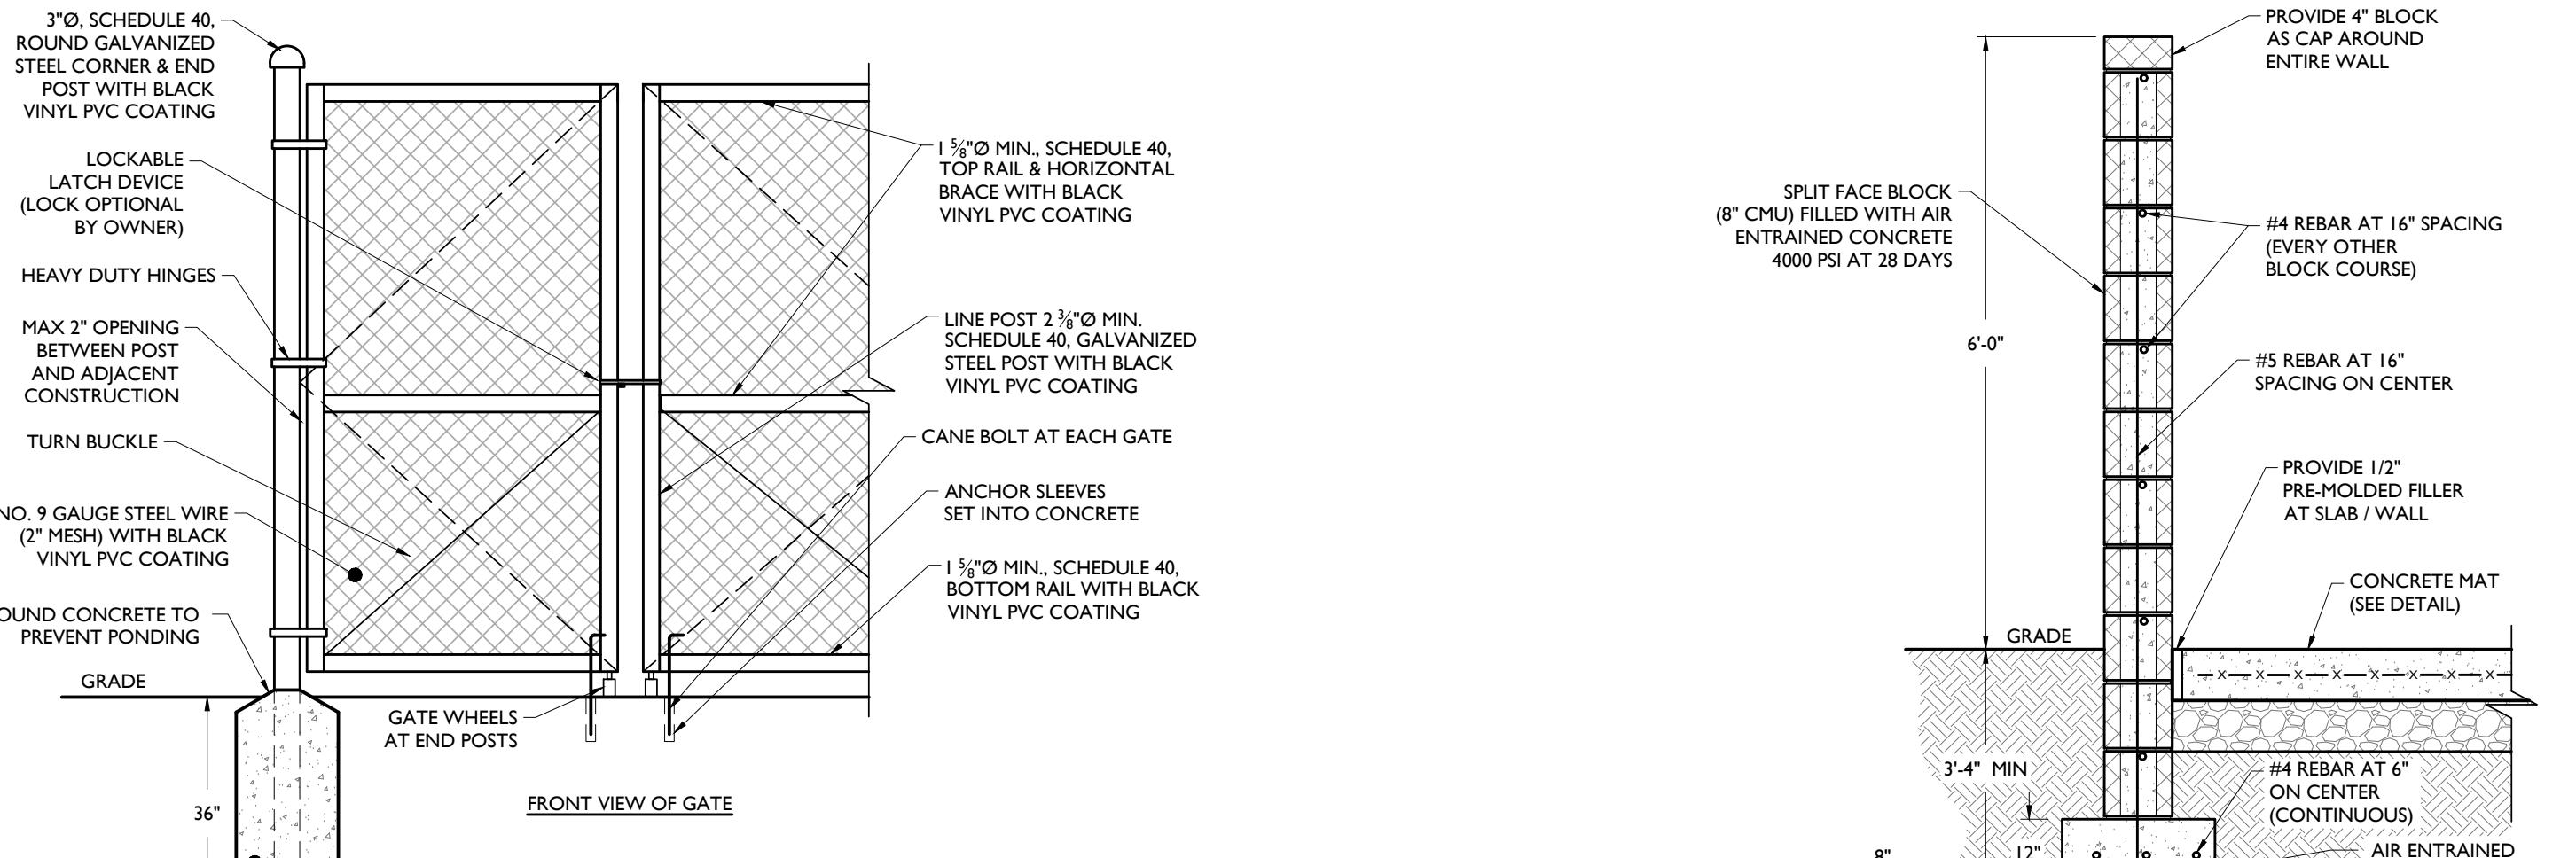 3"Ø, SCHEDULE 40,
ROUND GALVANIZED
STEEL CORNER & END
POST WITH BLACK
VINYL PVC COATING
LOCKABLE
LATCH DEVICE
(LOCK OPTIONAL
BY OWNER)
HEAVY DUTY HINGES
MAX 2" OPENING
BETWEEN POST
AND ADJACENT
CONSTRUCTION
TURN BUCKLE
NO. 9 GAUGE STEEL WIRE
(2" MESH) WITH BLACK
VINYL PVC COATING
CONCRETE TO
PREVENT PONDING
GRADE
36"
GATE WHEELS
AT END POSTS
FRONT VIEW OF GATE
1 5/8"Ø MIN., SCHEDULE 40,
TOP RAIL & HORIZONTAL
BRACE WITH BLACK
VINYL PVC COATING
LINE POST 2 3/8"Ø MIN.
SCHEDULE 40, GALVANIZED
STEEL POST WITH BLACK
VINYL PVC COATING
CANE BOLT AT EACH GATE
ANCHOR SLEEVES
SET INTO CONCRETE
1 5/8"Ø MIN., SCHEDULE 40,
BOTTOM RAIL WITH BLACK
VINYL PVC COATING
PROVIDE 4" BLOCK
AS CAP AROUND
ENTIRE WALL
SPLIT FACE BLOCK
(8" CMU) FILLED WITH AIR
ENTRAINED CONCRETE
4000 PSI AT 28 DAYS
#4 REBAR AT 16" SPACING
(EVERY OTHER
BLOCK COURSE)
6'-0"
#5 REBAR AT 16"
SPACING ON CENTER
PROVIDE 1/2"
PRE-MOLDED FILLER
AT SLAB / WALL
CONCRETE MAT
(SEE DETAIL)
GRADE
X X X X X X X
3'-4" MIN
#4 REBAR AT 6"
ON CENTER
(CONTINUOUS)
8"
12"
AIR ENTRAINED